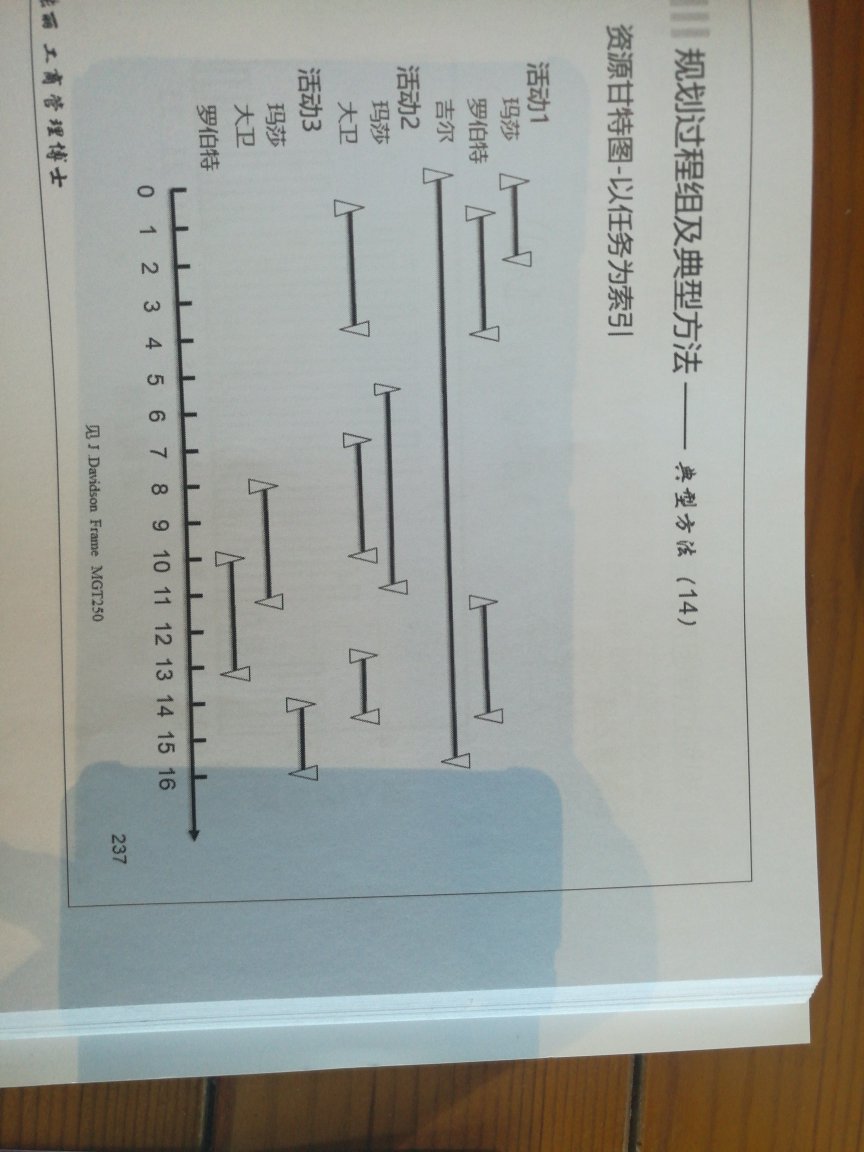 规划过程组及典型方法 —— 典型方法（14）
资源甘特图-以任务为索引
活动1
玛莎
罗伯特
吉尔
活动2
玛莎
大卫
活动3
玛莎
大卫
罗伯特
0 1 2 3 4 5 6 7 8 9 10 11 12 13 14 15 16
见 J .Davidson Frame MGT250
237
丽 工商管理博士